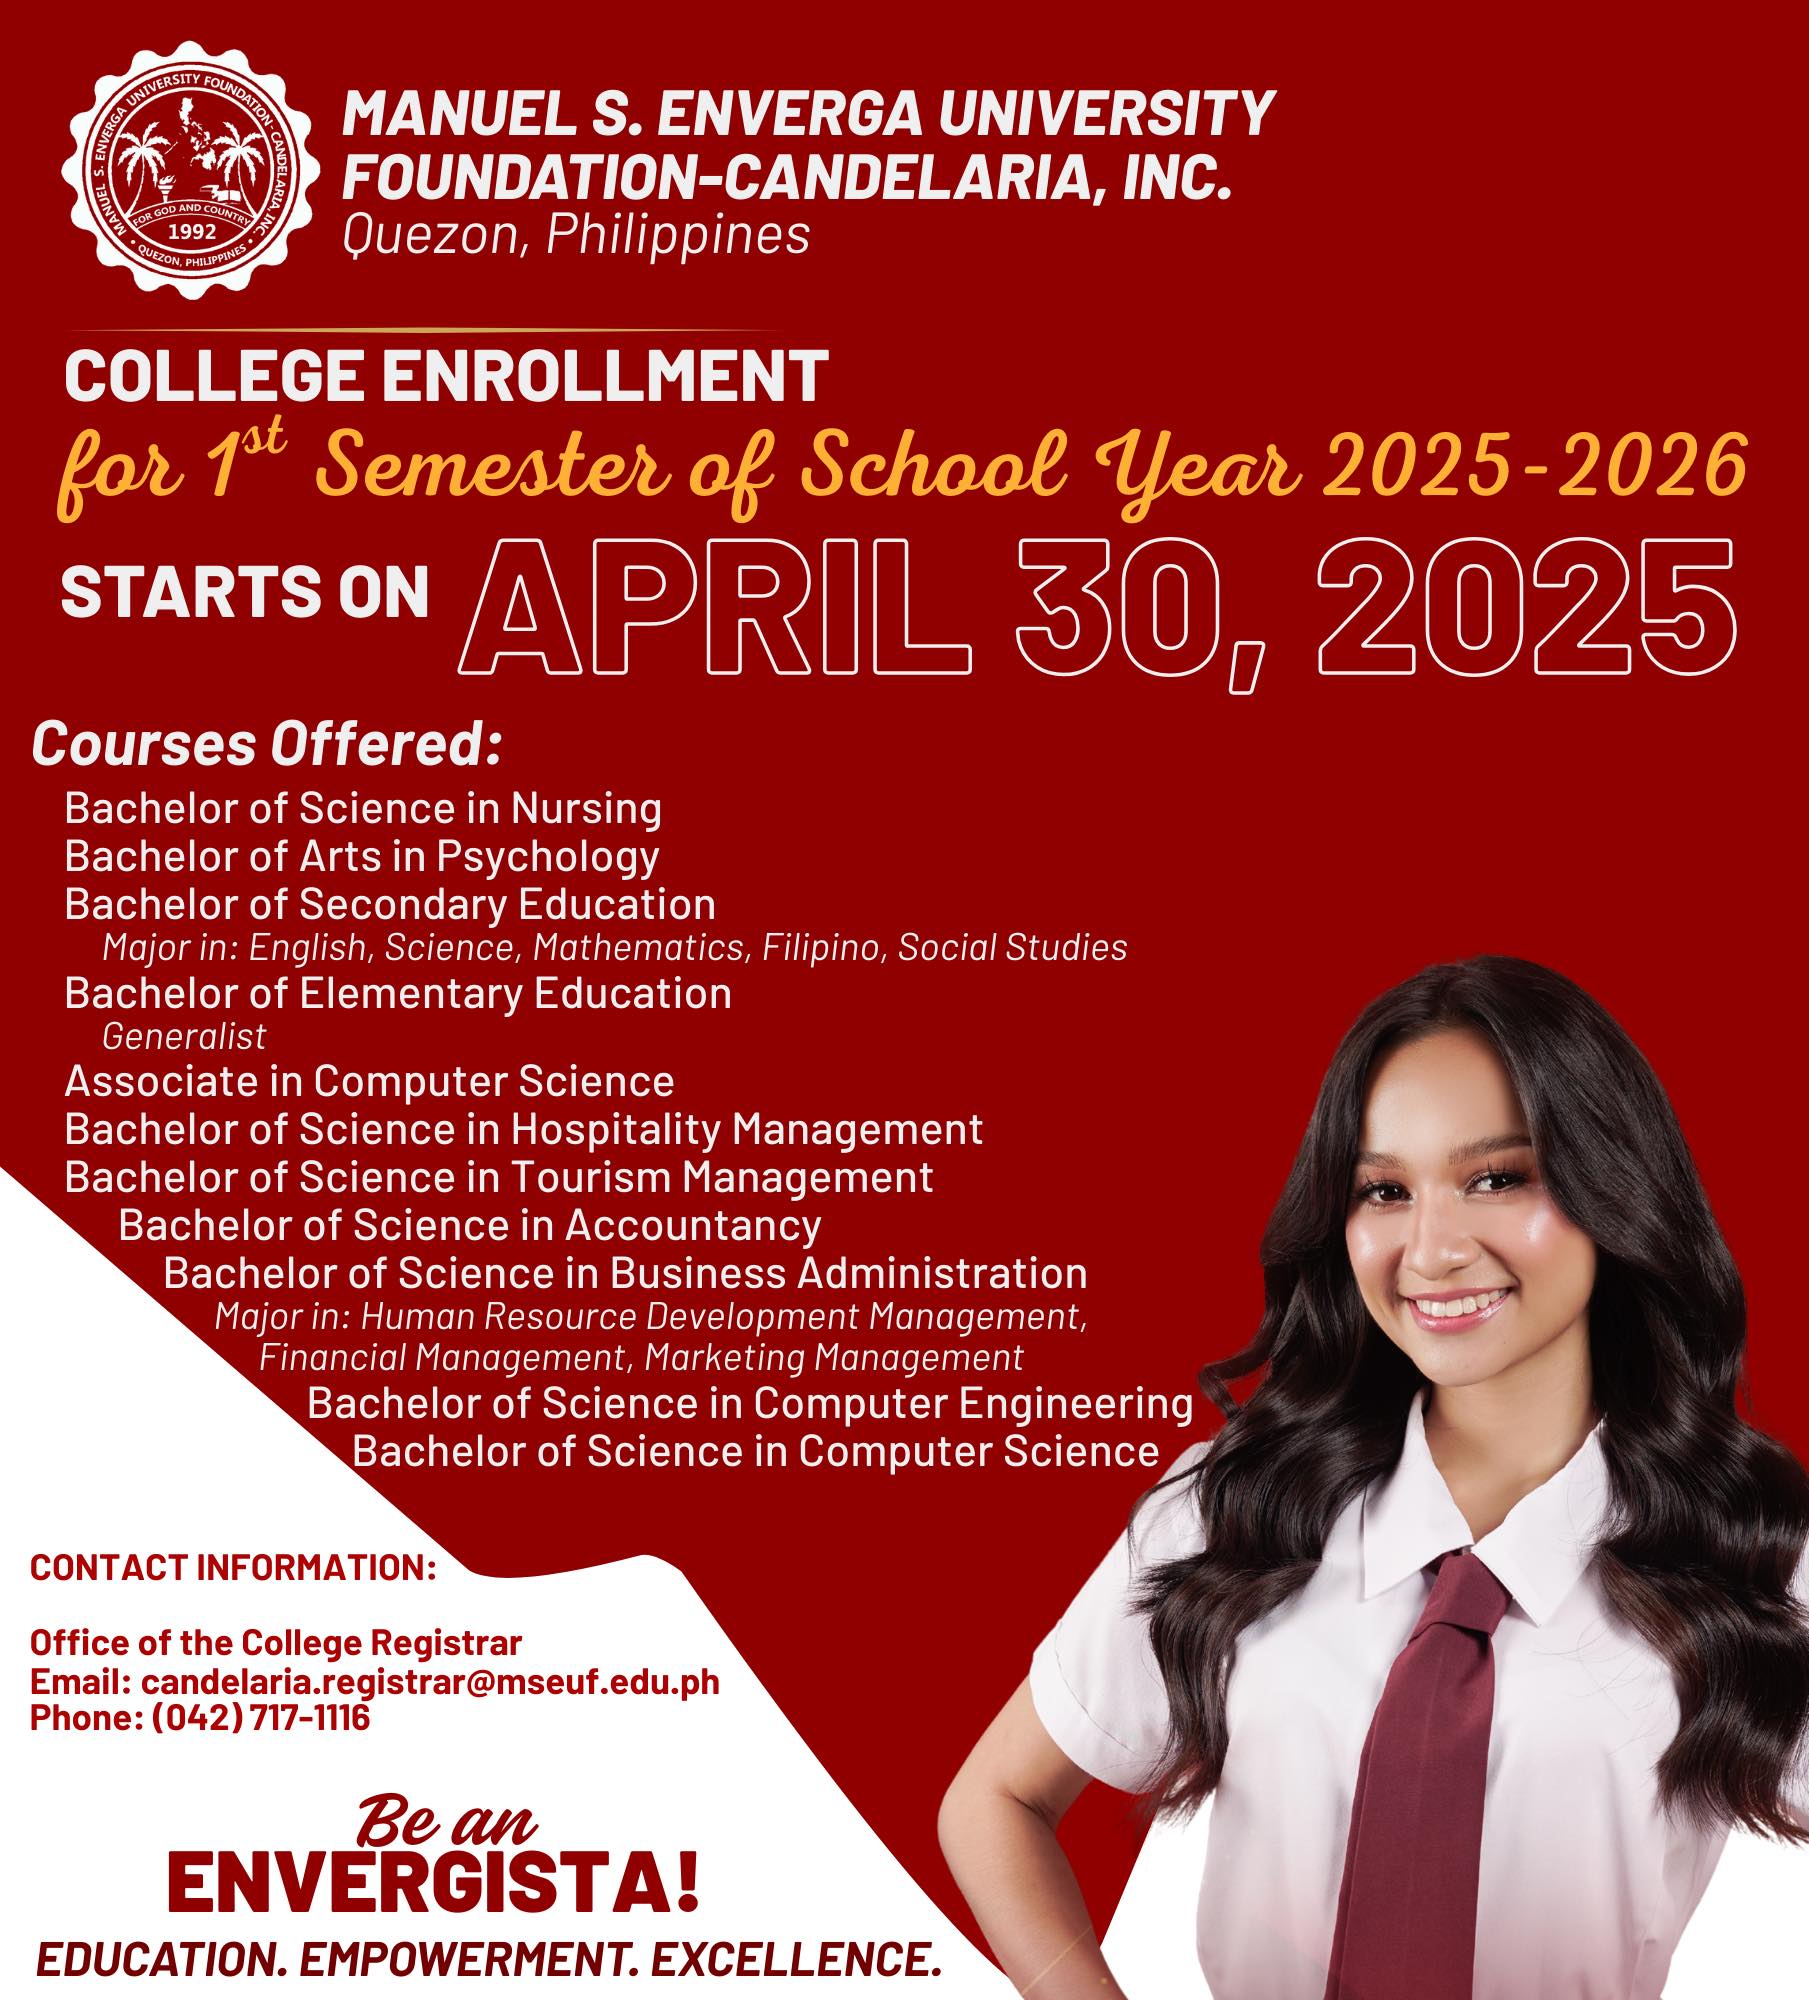 MANUEL S. ENVERGA UNIVERSITY FOUNDATION-CANDELARIA, INC.
FOR GOD AND COUNTRY
1992
• QUEZON, PHILIPPINES •
MANUEL S. ENVERGA UNIVERSITY
FOUNDATION-CANDELARIA, INC.
Quezon, Philippines
COLLEGE ENROLLMENT
for 1st Semester of School Year 2025-2026
STARTS ON APRIL 30, 2025
Courses Offered:
Bachelor of Science in Nursing
Bachelor of Arts in Psychology
Bachelor of Secondary Education
Major in: English, Science, Mathematics, Filipino, Social Studies
Bachelor of Elementary Education
Generalist
Associate in Computer Science
Bachelor of Science in Hospitality Management
Bachelor of Science in Tourism Management
Bachelor of Science in Accountancy
Bachelor of Science in Business Administration
Major in: Human Resource Development Management,
Financial Management, Marketing Management
Bachelor of Science in Computer Engineering
Bachelor of Science in Computer Science
CONTACT INFORMATION:
Office of the College Registrar
Email: candelaria.registrar@mseuf.edu.ph
Phone: (042) 717-1116
Be an
ENVERGISTA!
EDUCATION. EMPOWERMENT. EXCELLENCE.